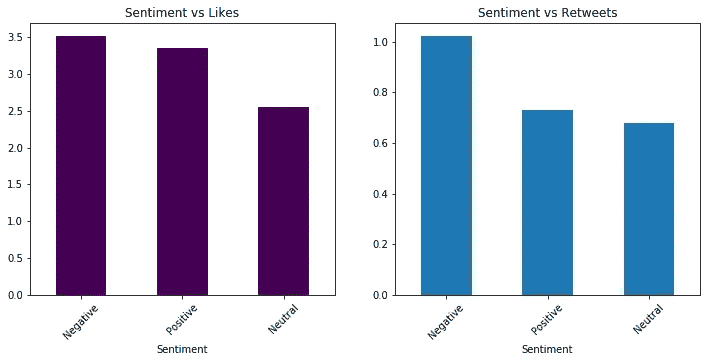 Sentiment vs Likes
3.5
3.0
2.5
2.0
1.5
1.0
0.5
0.0
Negative
Positive
Neutral
Sentiment
Sentiment vs Retweets
1.0
0.8
0.6
0.4
0.2
0.0
Negative
Positive
Neutral
Sentiment